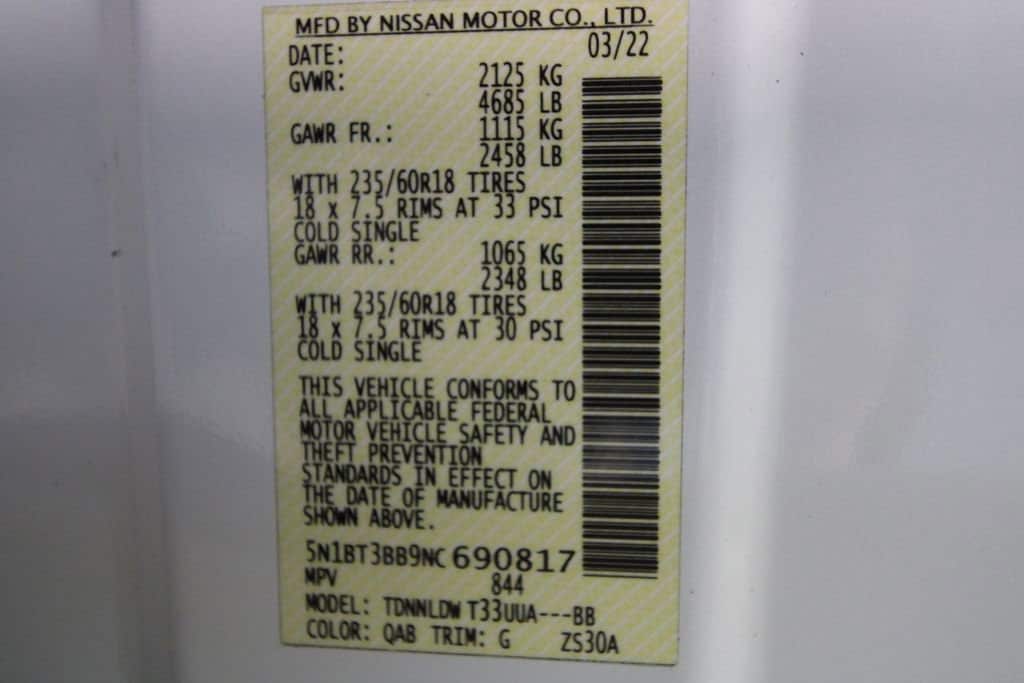 MFD BY NISSAN MOTOR CO., LTD.
DATE: 03/22
GVWR: 2125 KG
4685 LB
GAWR FR.: 1115 KG
2458 LB
WITH 235/60R18 TIRES
18 x 7.5 RIMS AT 33 PSI
COLD SINGLE
GAWR RR.: 1065 KG
2348 LB
WITH 235/60R18 TIRES
18 x 7.5 RIMS AT 30 PSI
COLD SINGLE
THIS VEHICLE CONFORMS TO
ALL APPLICABLE FEDERAL
MOTOR VEHICLE SAFETY AND
THEFT PREVENTION
STANDARDS IN EFFECT ON
THE DATE OF MANUFACTURE
SHOWN ABOVE.
5N1BT3BB9NC690817
MPV 844
MODEL: TDNNLDW T33UUA---BB
COLOR: QAB TRIM: G ZS30A